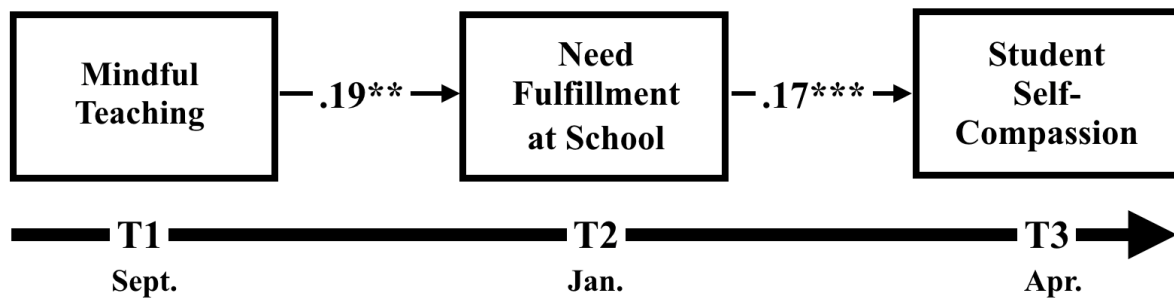 Mindful
Teaching
.19**
Need
Fulfillment
at School
.17***
Student
Self-
Compassion
T1
T2
T3
Sept.
Jan.
Apr.